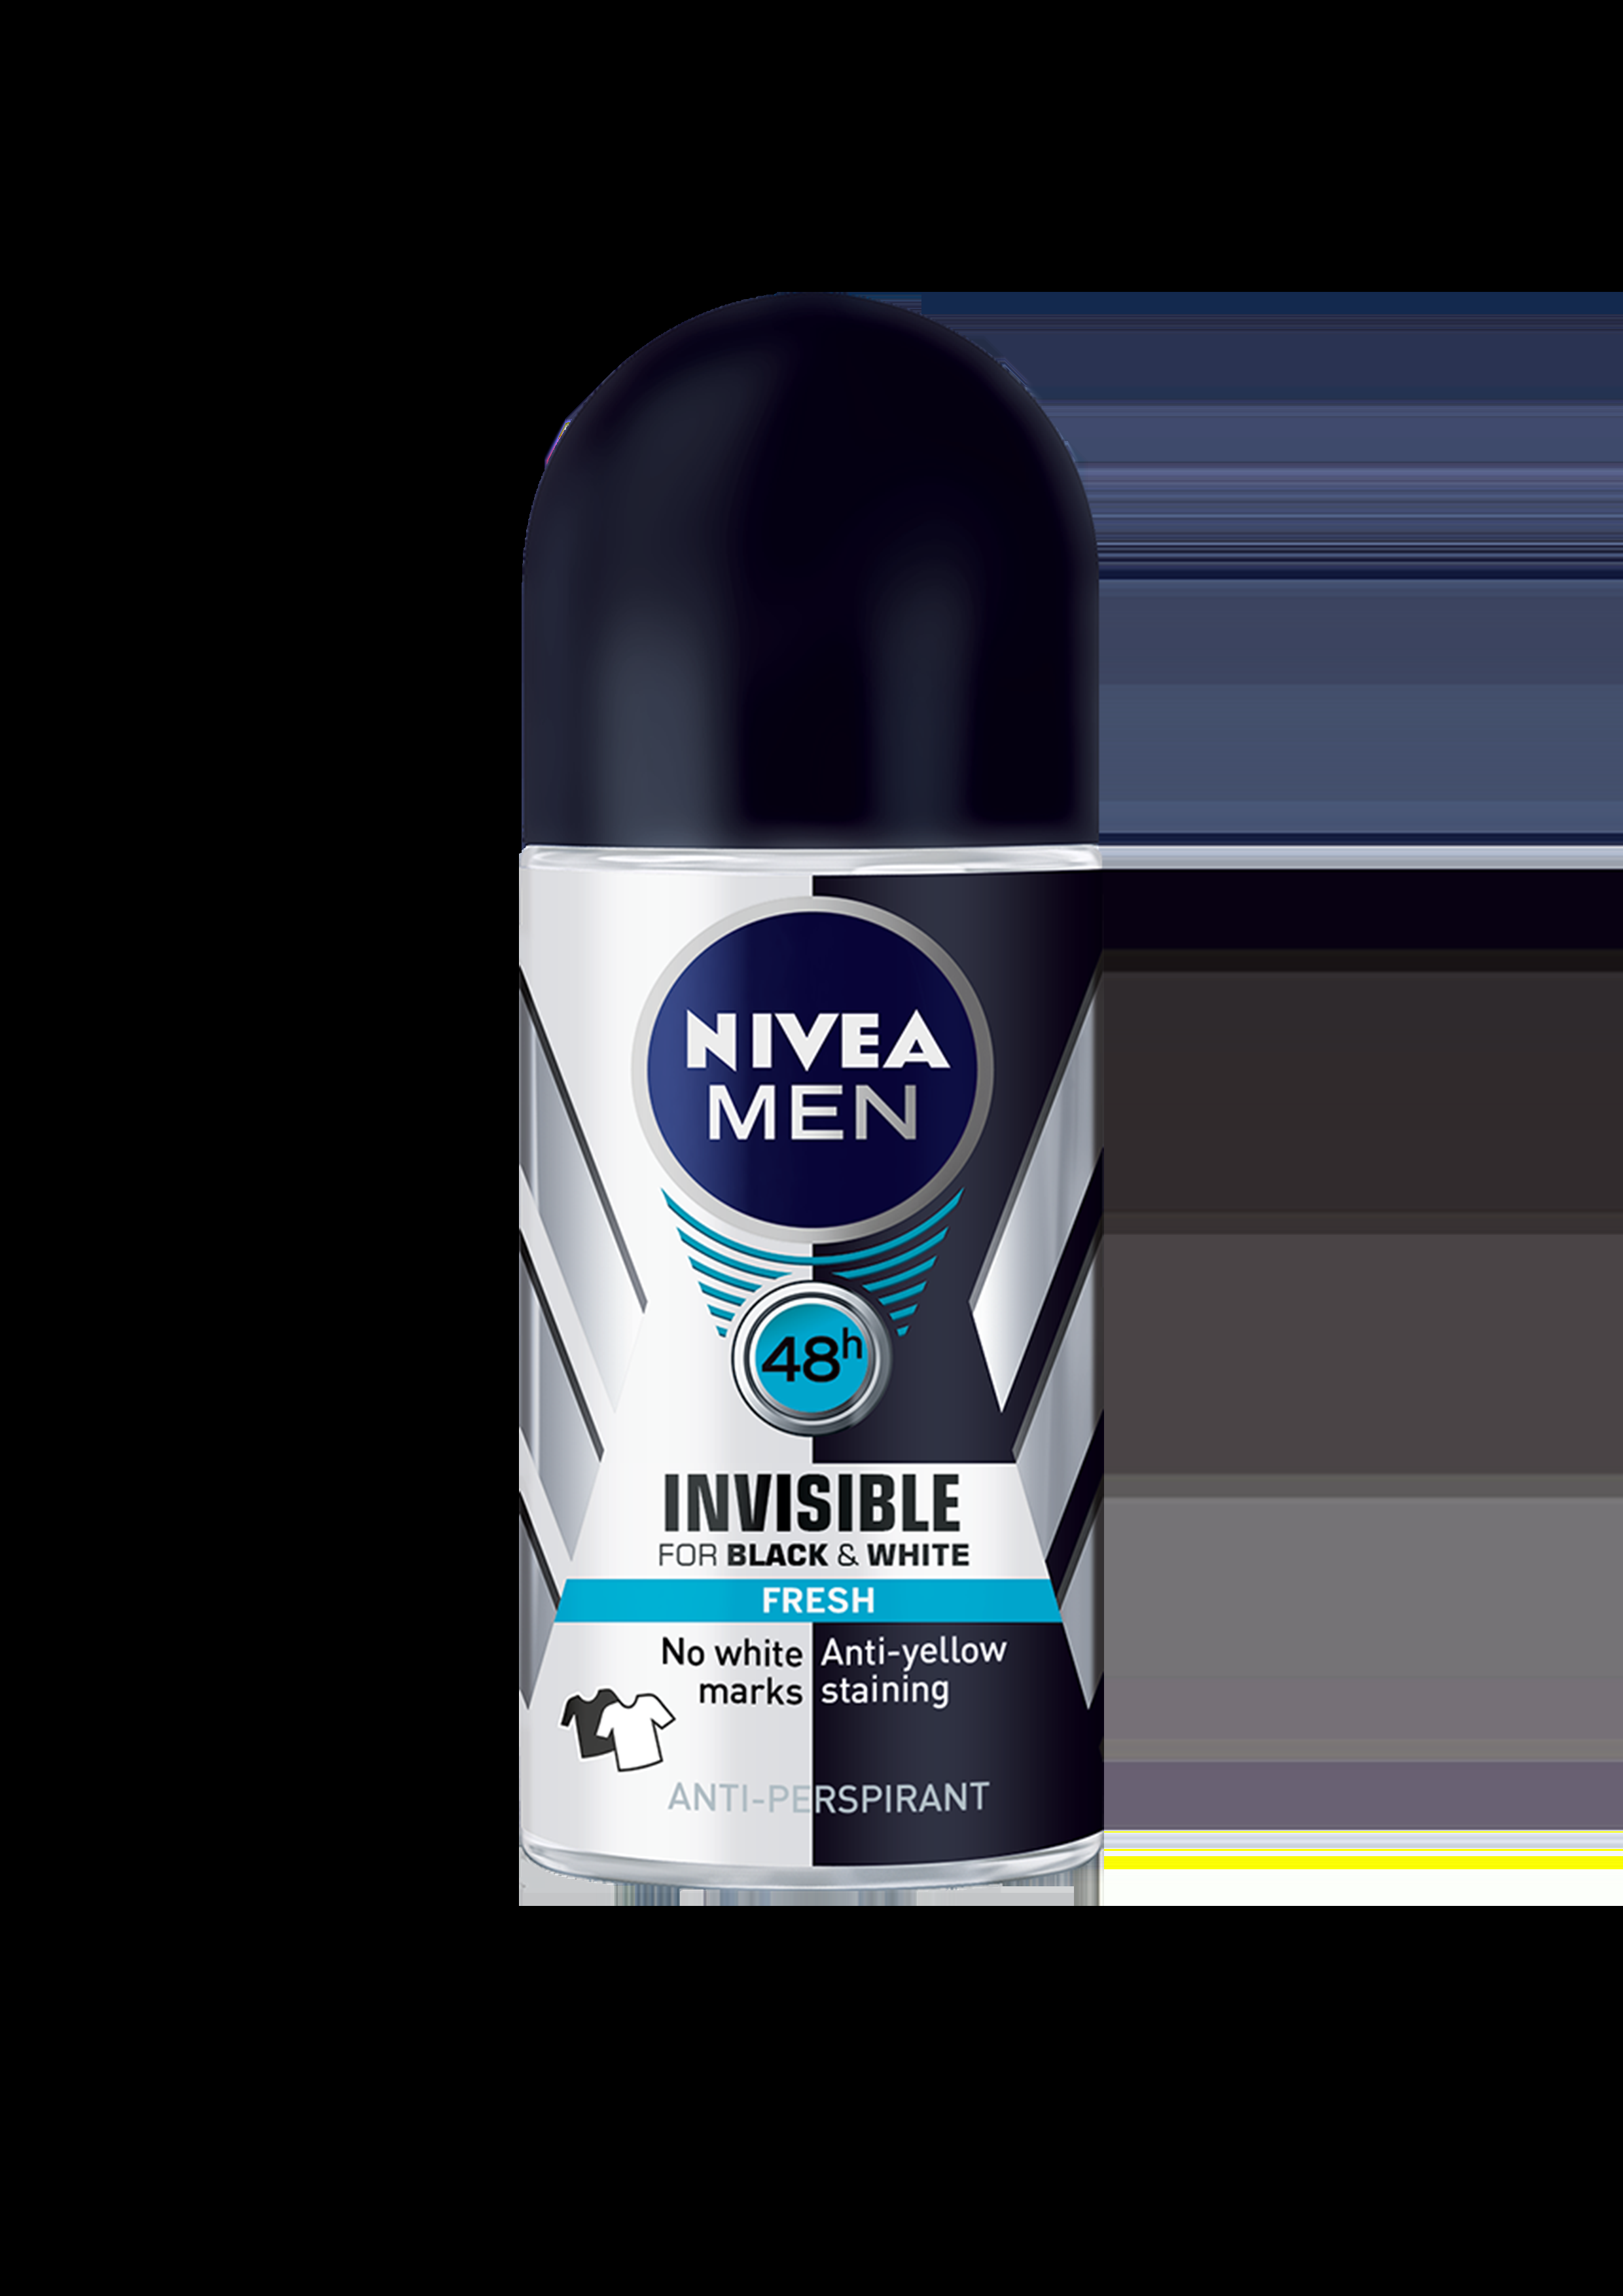 NIVEA
MEN
48h
INVISIBLE
FOR BLACK & WHITE
FRESH
No white
marks
Anti-yellow
staining
ANTI-PERSPIRANT